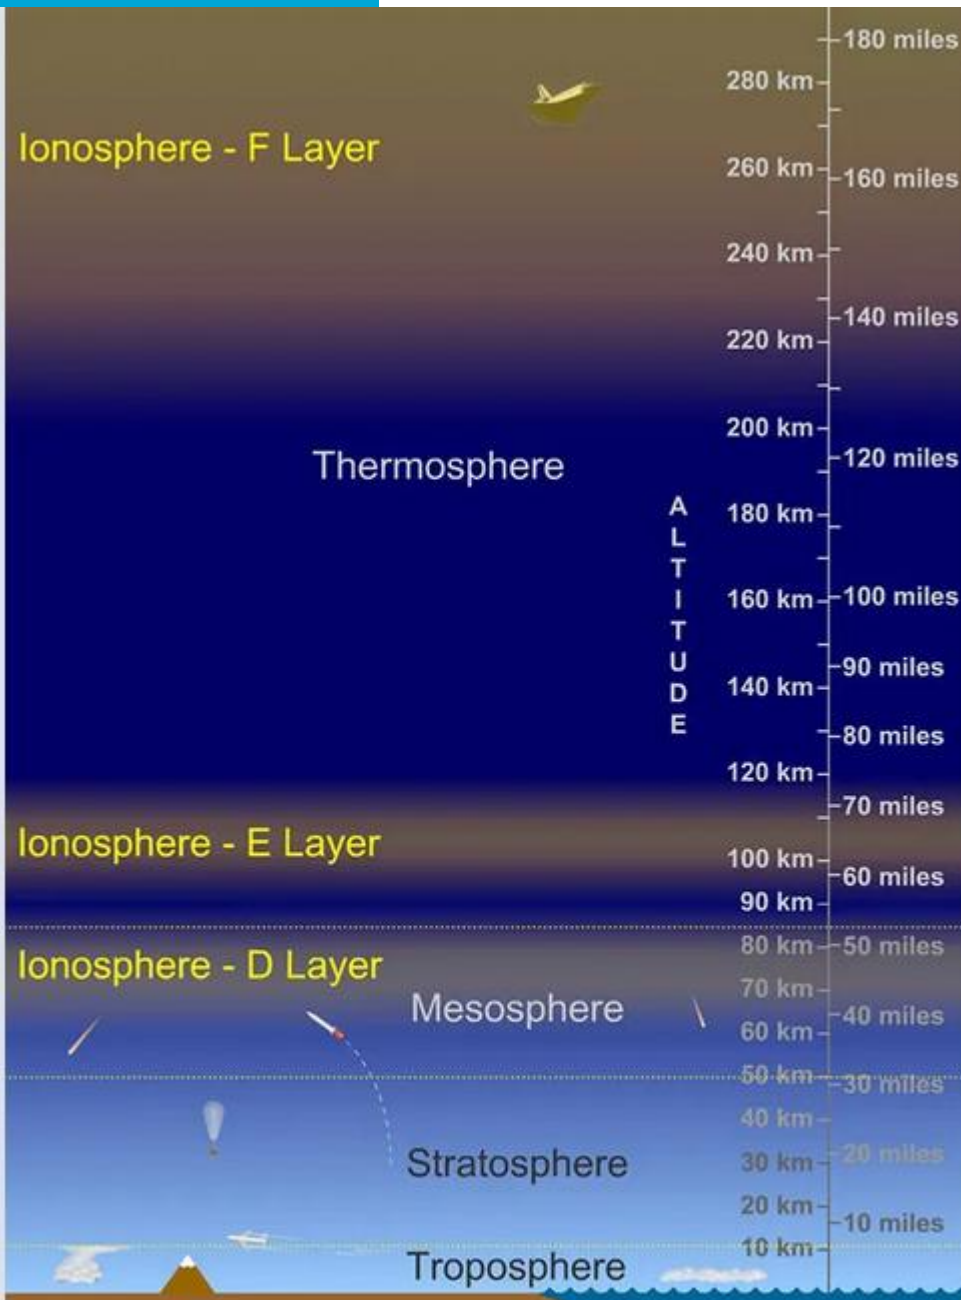 180 miles
280 km
Ionosphere - F Layer
260 km
160 miles
240 km
140 miles
220 km
200 km
Thermosphere
120 miles
ALTITUDE
180 km
160 km
100 miles
90 miles
140 km
80 miles
120 km
70 miles
Ionosphere - E Layer
100 km
60 miles
90 km
80 km
50 miles
Ionosphere - D Layer
70 km
Mesosphere
40 miles
60 km
50 km
30 miles
40 km
Stratosphere
30 km
20 miles
20 km
10 miles
10 km
Troposphere